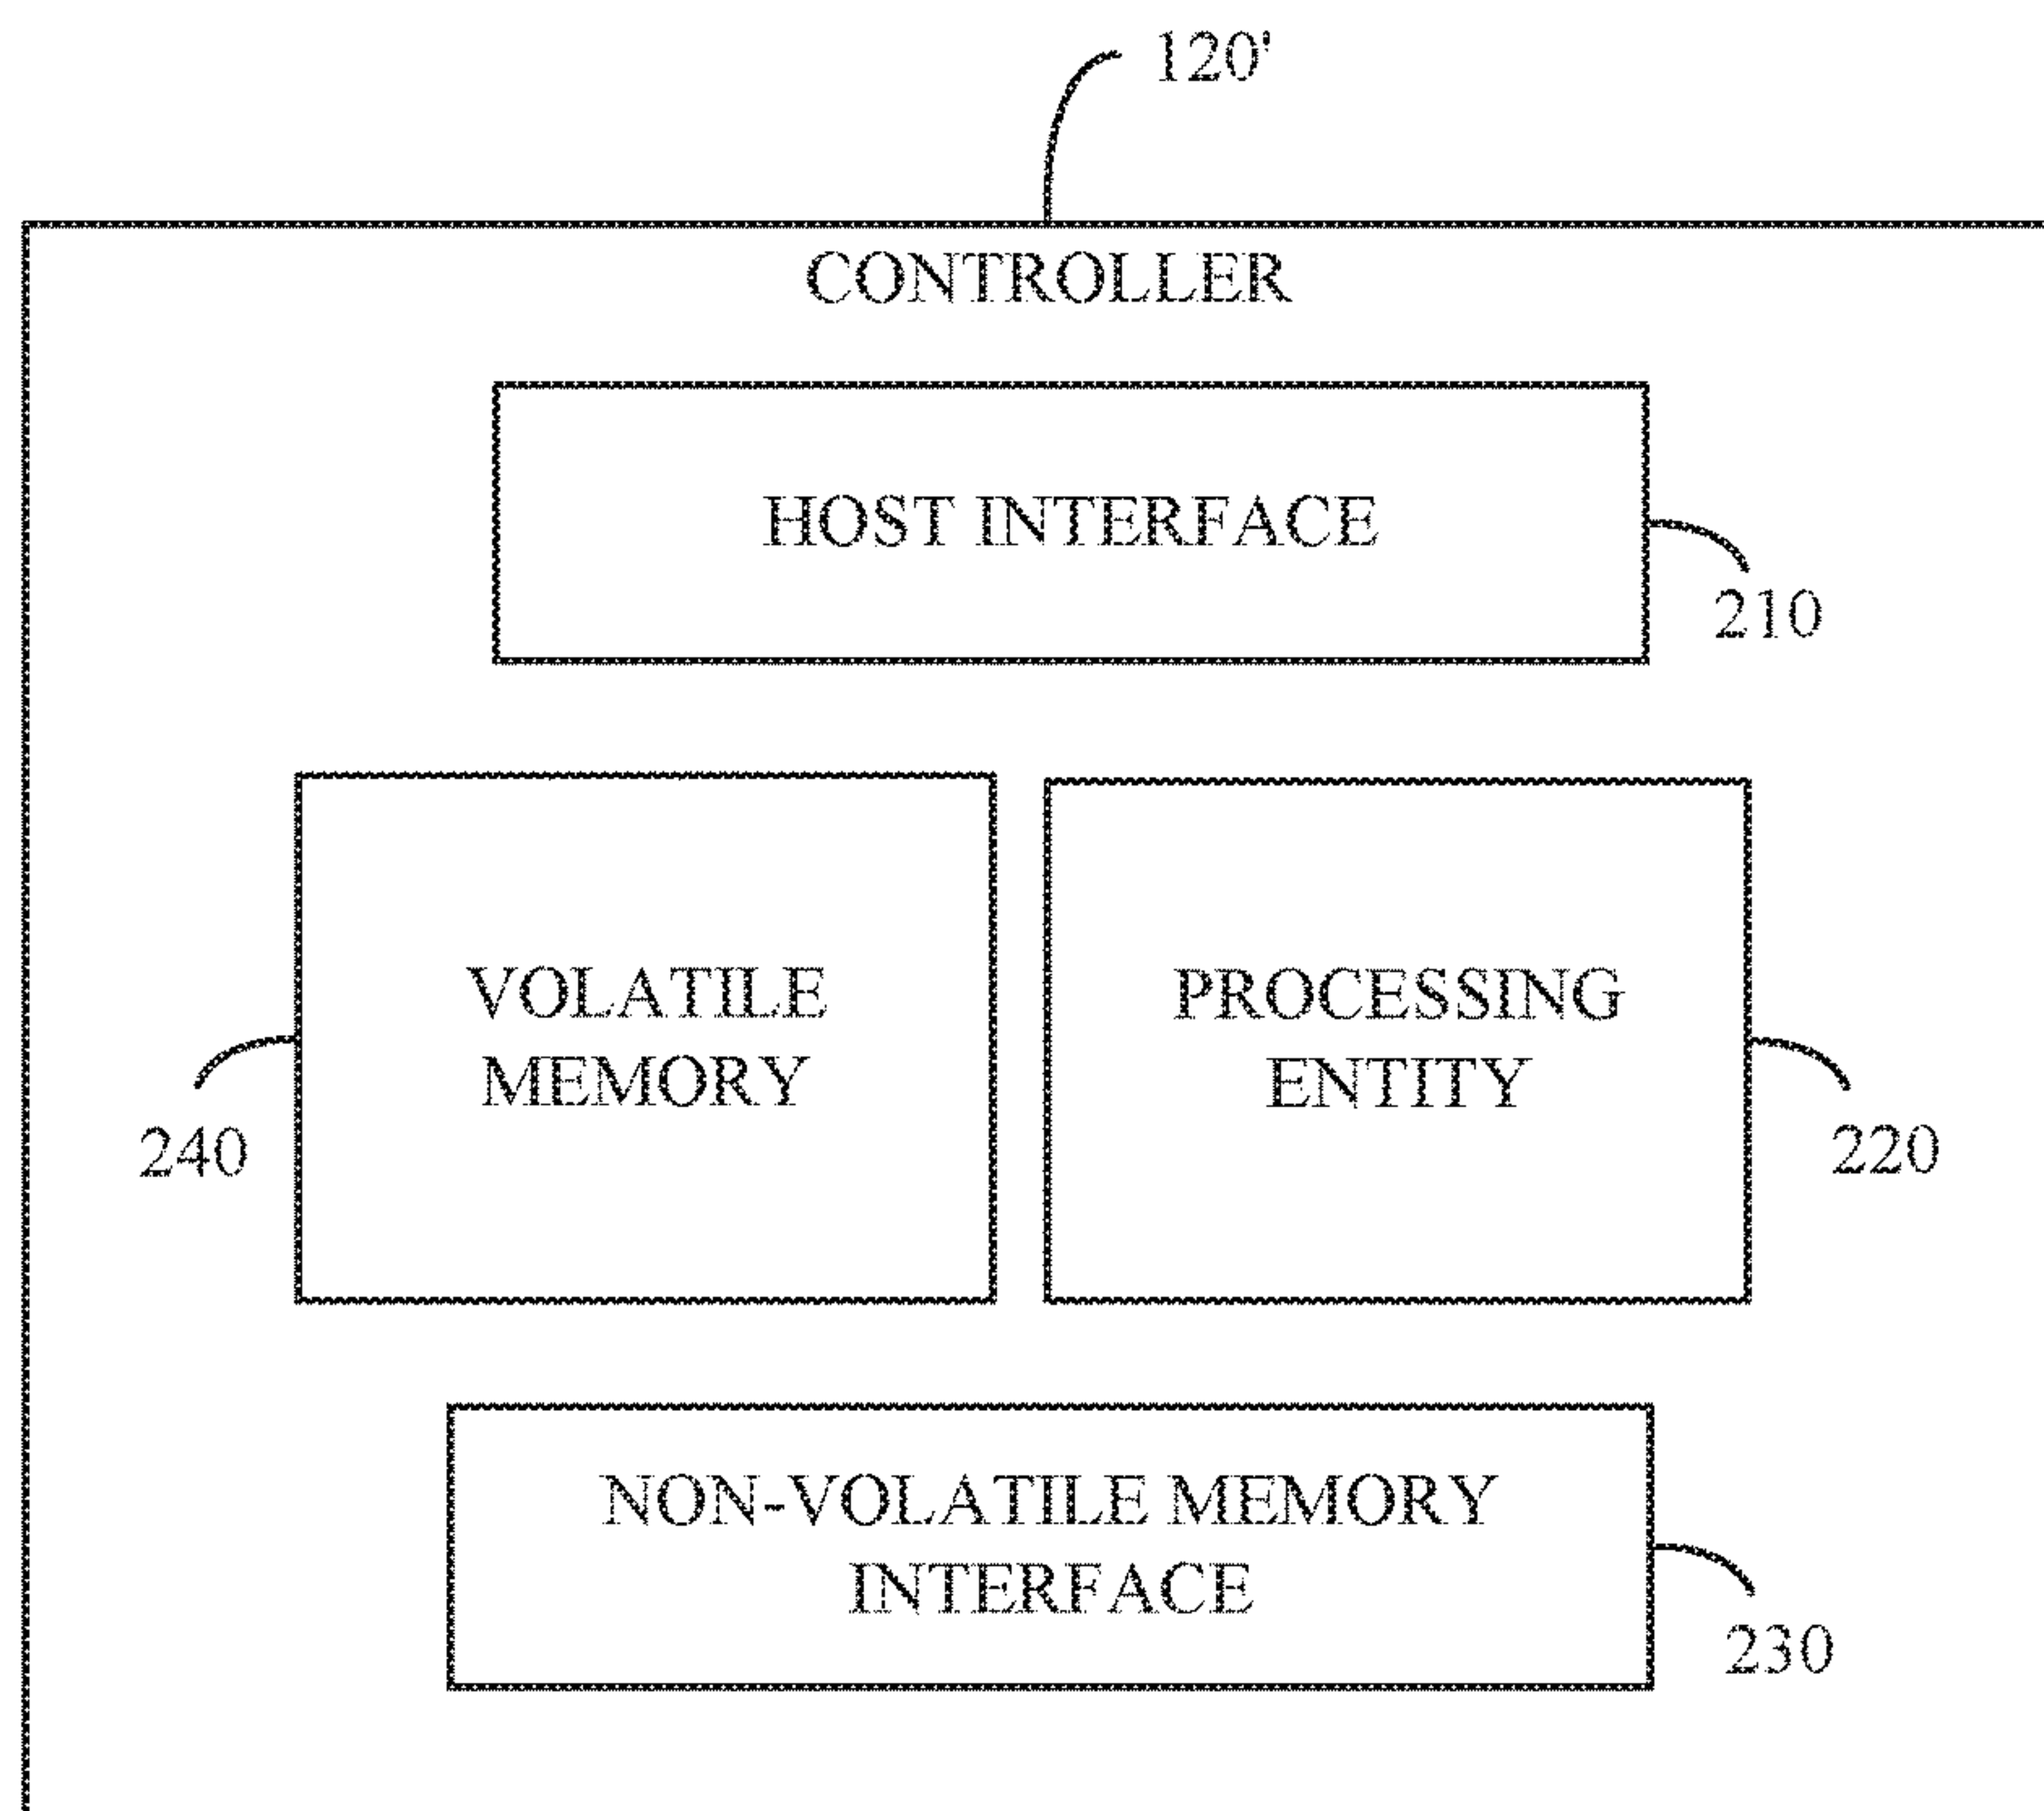 120'
CONTROLLER
HOST INTERFACE
210
VOLATILE
MEMORY
240
PROCESSING
ENTITY
220
NON-VOLATILE MEMORY
INTERFACE
230